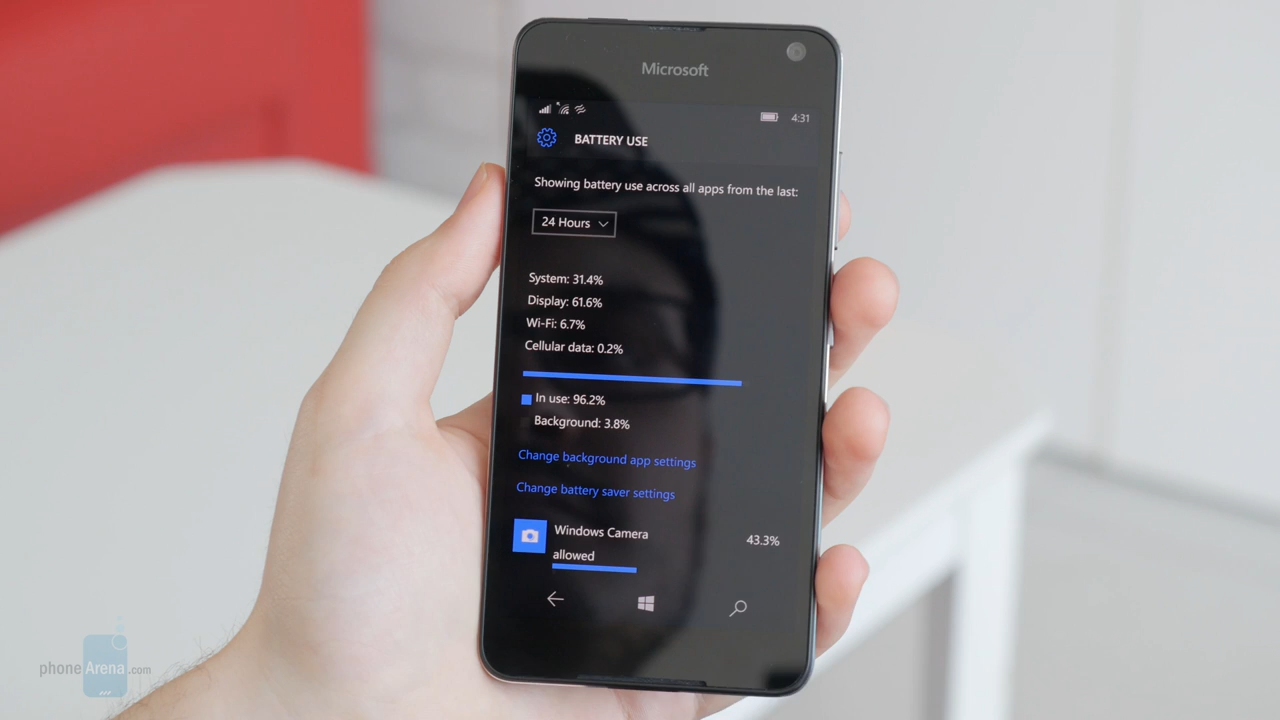 Microsoft
4:31
BATTERY USE
Showing battery use across all apps from the last:
24 Hours
System: 31.4%
Display: 61.6%
Wi-Fi: 6.7%
Cellular data: 0.2%
In use: 96.2%
Background: 3.8%
Change background app settings
Change battery saver settings
Windows Camera
43.3%
allowed
phoneArena.com